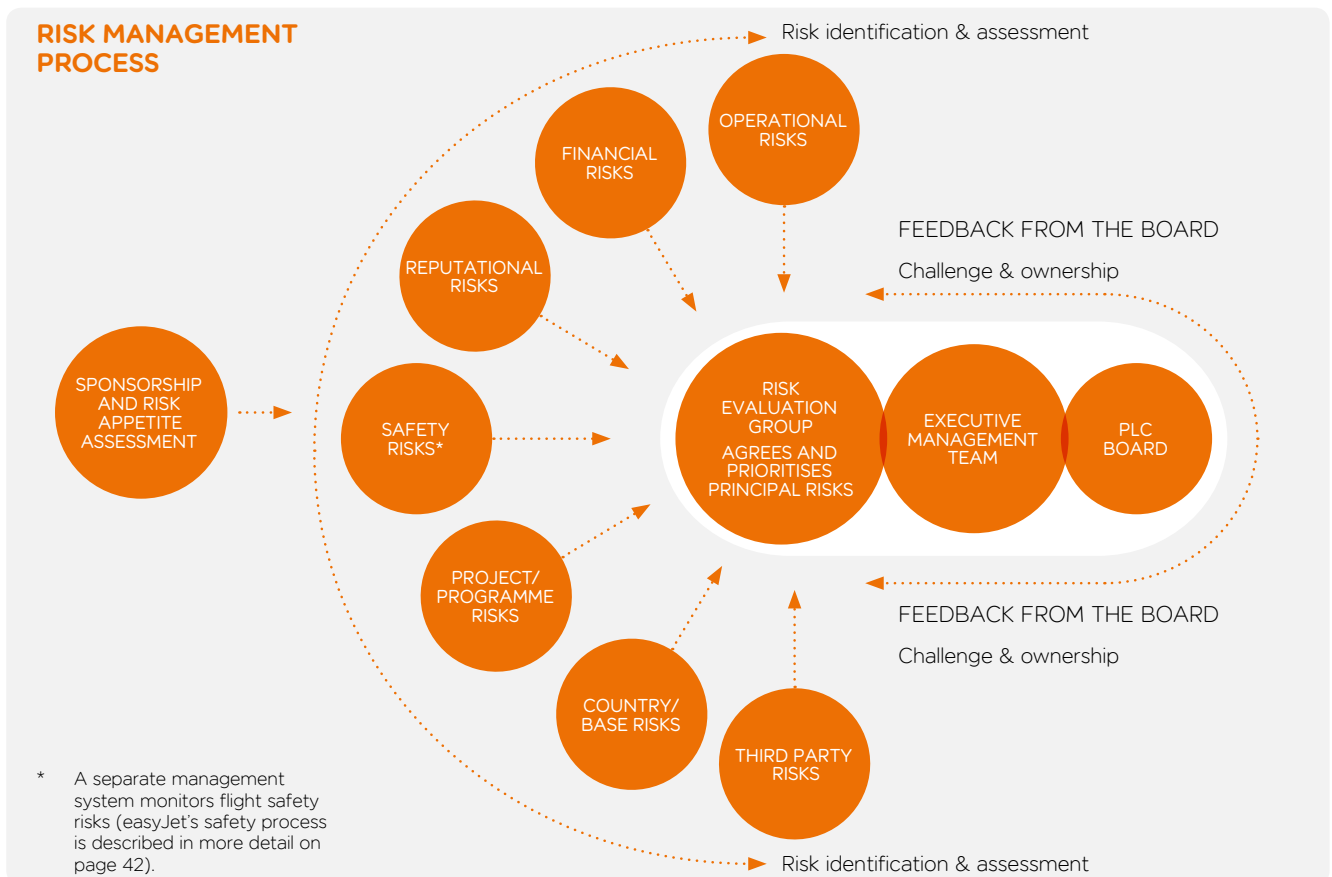 RISK MANAGEMENT
PROCESS
Risk identification & assessment
OPERATIONAL
RISKS
FINANCIAL
RISKS
REPUTATIONAL
RISKS
FEEDBACK FROM THE BOARD
Challenge & ownership
SPONSORSHIP
AND RISK
APPETITE
ASSESSMENT
SAFETY
RISKS*
RISK
EVALUATION
GROUP
AGREES AND
PRIORITISES
PRINCIPAL RISKS
EXECUTIVE
MANAGEMENT
TEAM
PLC
BOARD
PROJECT/
PROGRAMME
RISKS
FEEDBACK FROM THE BOARD
Challenge & ownership
COUNTRY/
BASE RISKS
THIRD PARTY
RISKS
* A separate management
system monitors flight safety
risks (easyJet's safety process
is described in more detail on
page 42).
Risk identification & assessment